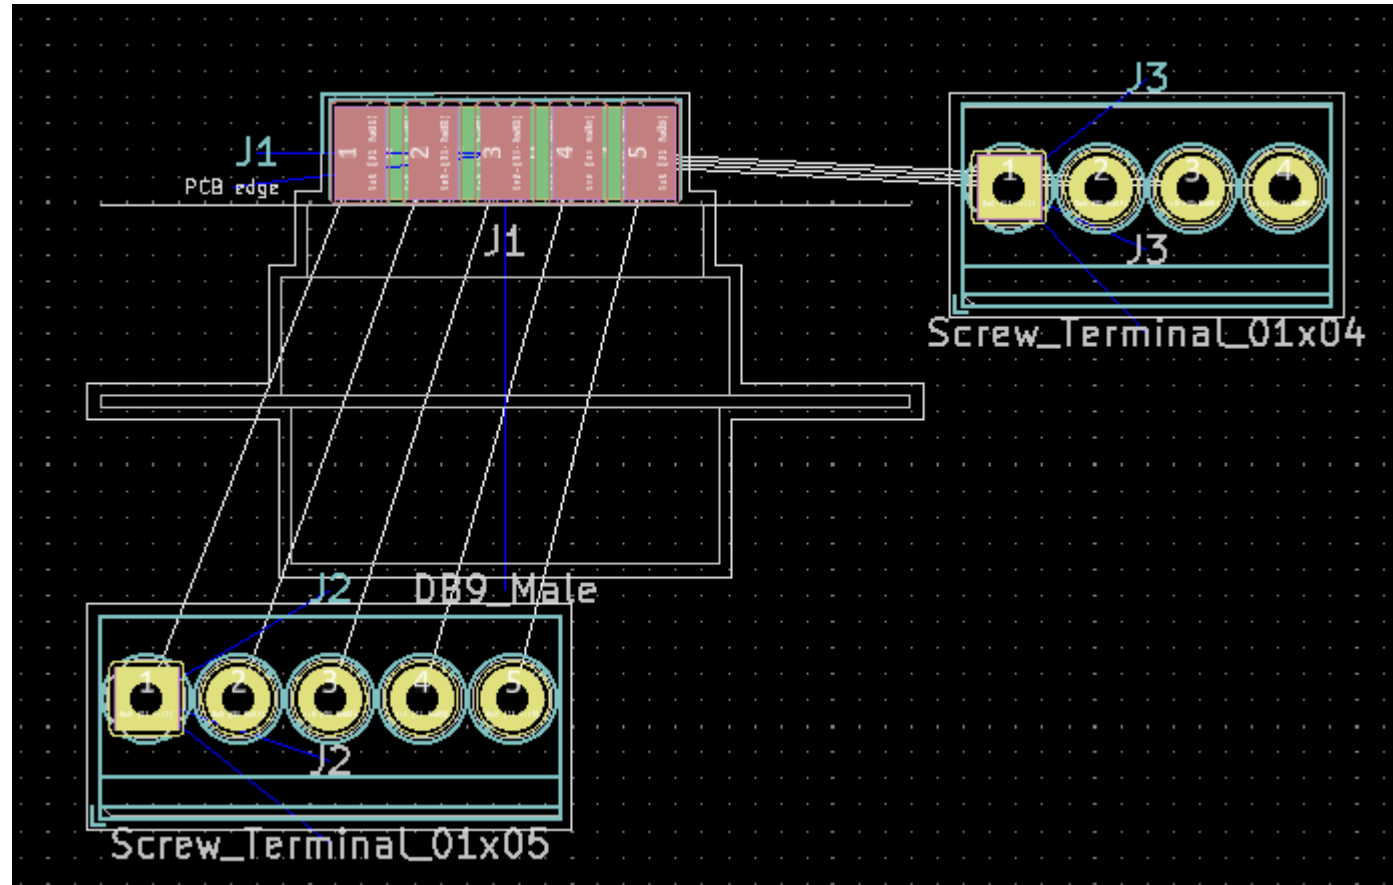 J3
J1
1 2 3 4 5
PCB edge
1 2 3 4
J1
J3
Screw_Terminal_01x04
J2
DB9_Male
1 2 3 4 5
J2
Screw_Terminal_01x05